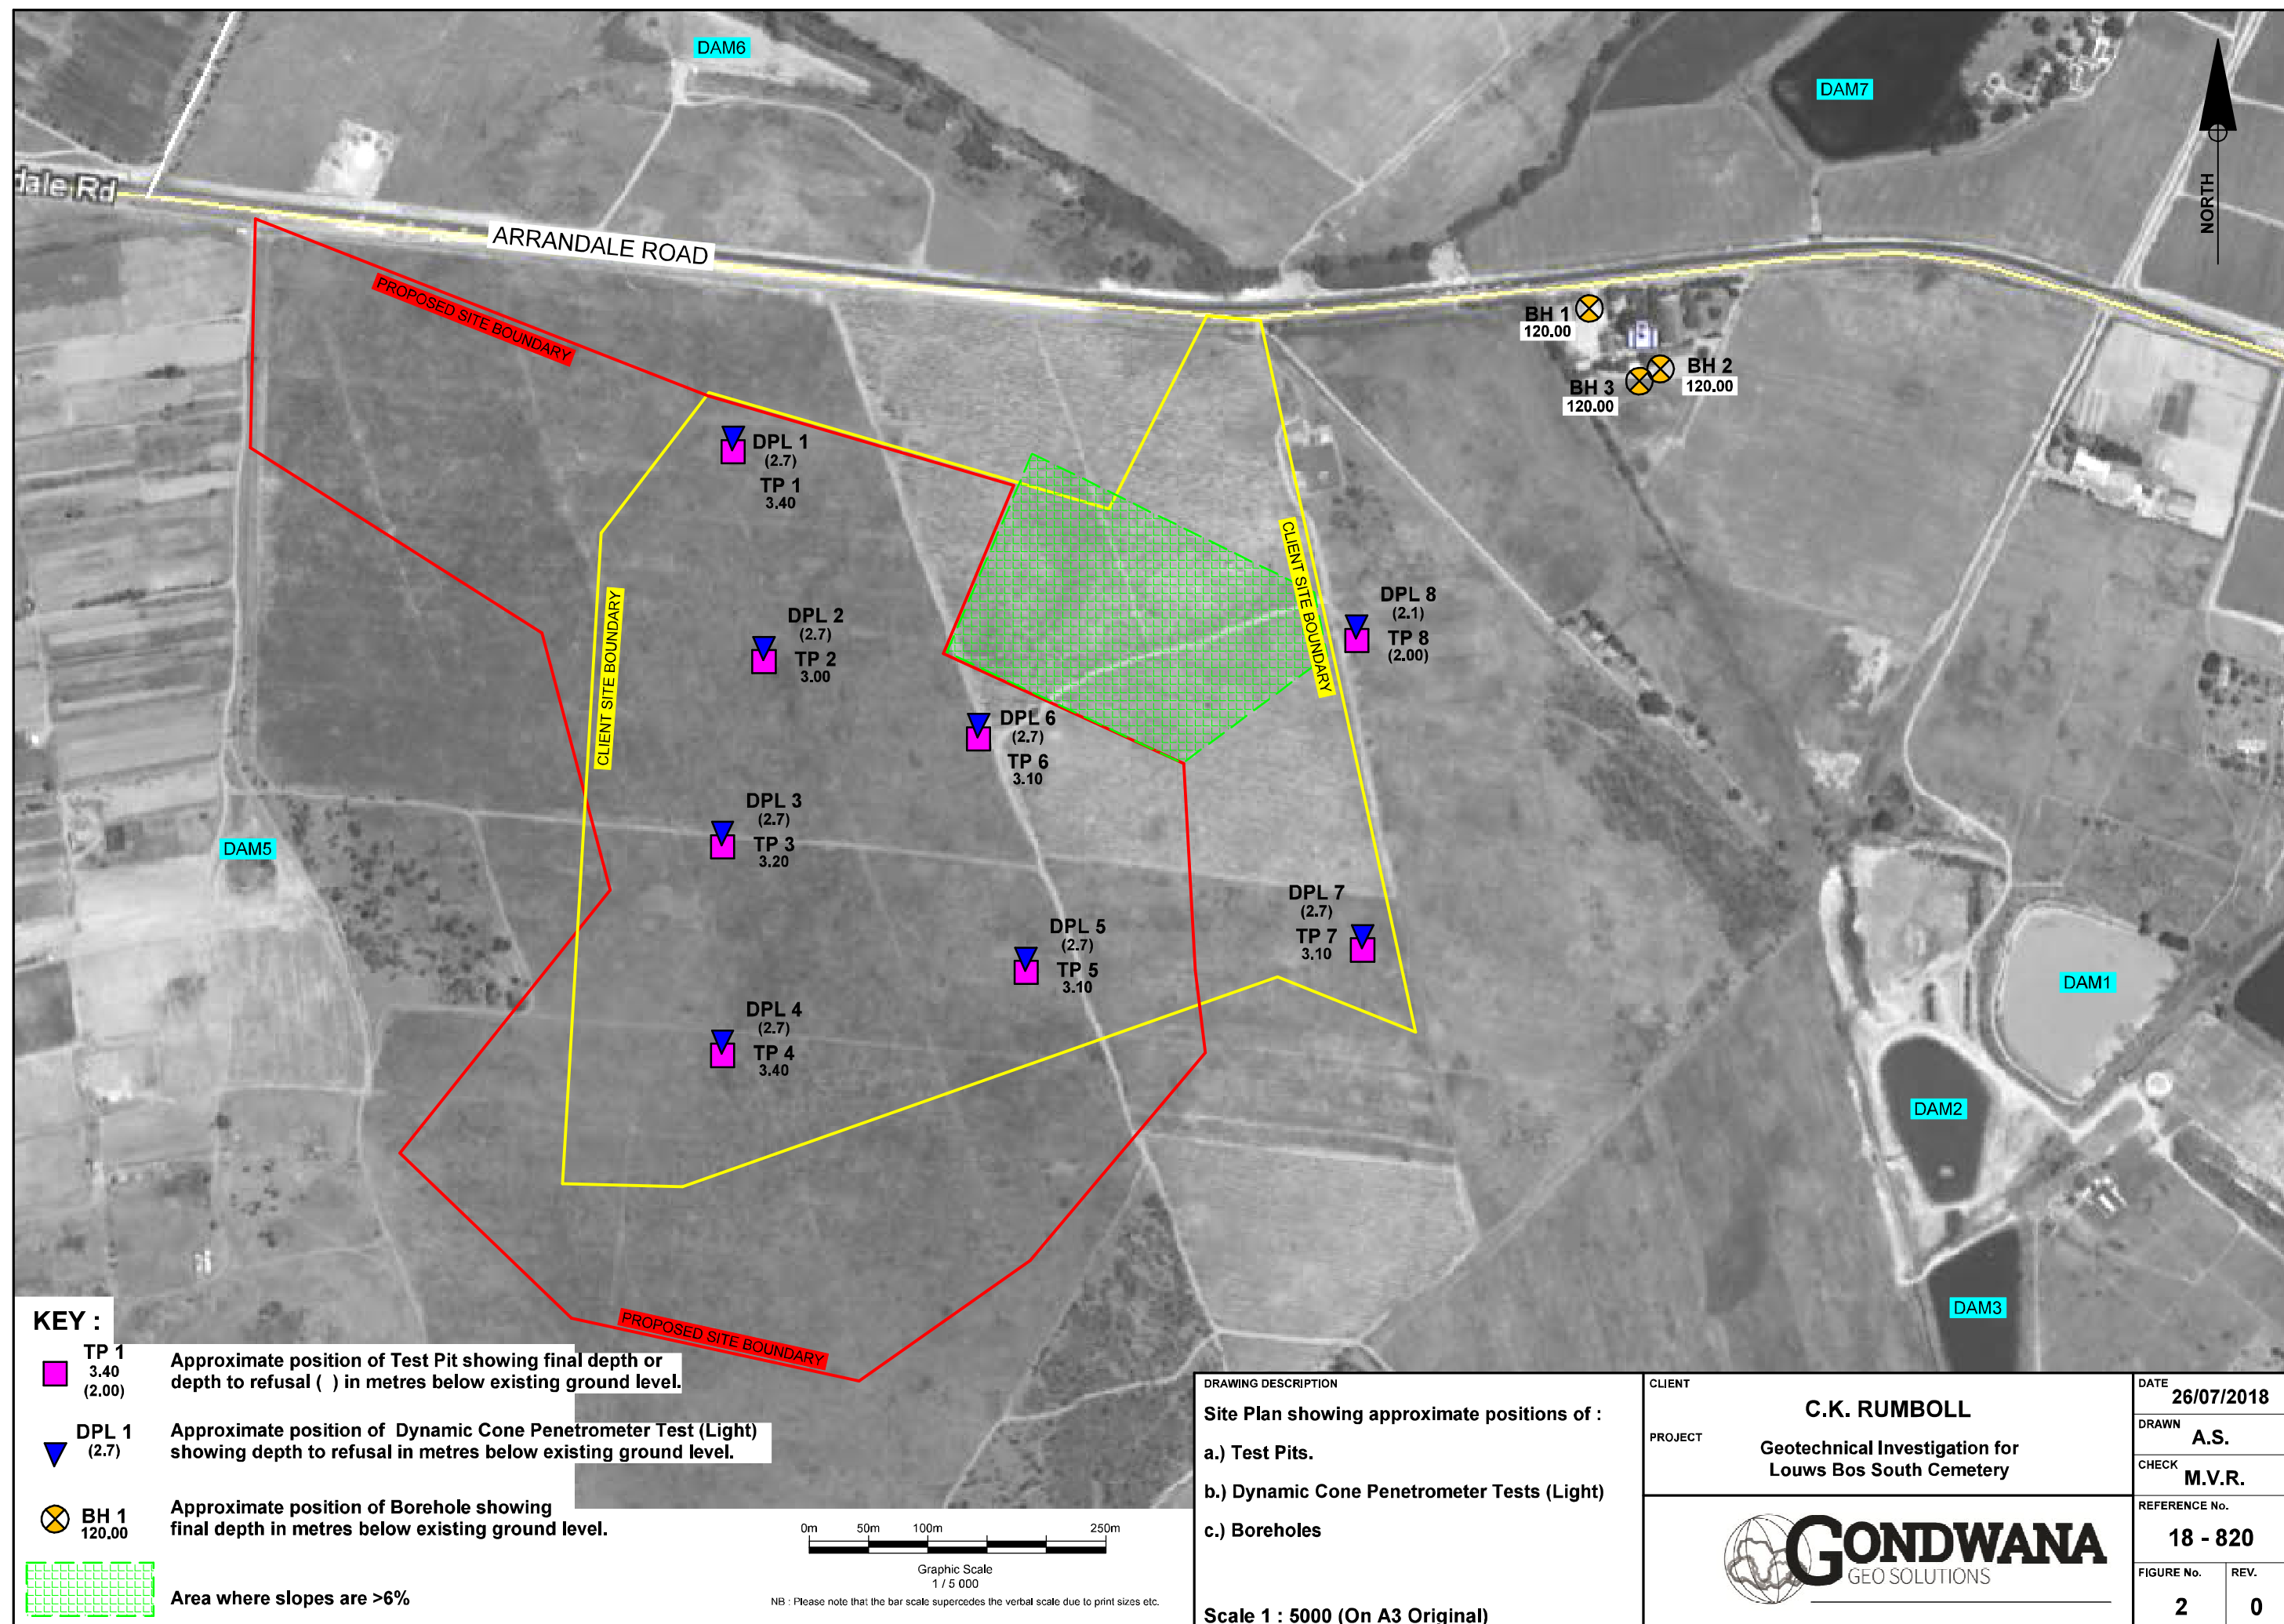 DAM6
DAM7
dale Rd
ARRANDALE ROAD
NORTH
PROPOSED SITE BOUNDARY
BH 1
120.00
BH 2
120.00
BH 3
120.00
DPL 1
(2.7)
TP 1
3.40
CLIENT SITE BOUNDARY
DPL 2
(2.7)
TP 2
3.00
CLIENT SITE BOUNDARY
DPL 8
(2.1)
TP 8
(2.00)
DPL 6
(2.7)
TP 6
3.10
DPL 3
(2.7)
TP 3
3.20
DAM5
DPL 7
(2.7)
TP 7
3.10
DPL 5
(2.7)
TP 5
3.10
DAM1
DPL 4
(2.7)
TP 4
3.40
DAM2
DAM3
PROPOSED SITE BOUNDARY
KEY :
TP 1
3.40
(2.00)
Approximate position of Test Pit showing final depth or
depth to refusal ( ) in metres below existing ground level.
DPL 1
(2.7)
Approximate position of Dynamic Cone Penetrometer Test (Light)
showing depth to refusal in metres below existing ground level.
BH 1
120.00
Approximate position of Borehole showing
final depth in metres below existing ground level.
Area where slopes are >6%
0m 50m 100m 250m
Graphic Scale
1 / 5 000
NB : Please note that the bar scale supercedes the verbal scale due to print sizes etc.
DRAWING DESCRIPTION
Site Plan showing approximate positions of :
a.) Test Pits.
b.) Dynamic Cone Penetrometer Tests (Light)
c.) Boreholes
Scale 1 : 5000 (On A3 Original)
CLIENT
C.K. RUMBOLL
PROJECT
Geotechnical Investigation for
Louws Bos South Cemetery
GONDWANA
GEO SOLUTIONS
DATE
26/07/2018
DRAWN
A.S.
CHECK
M.V.R.
REFERENCE No.
18 - 820
FIGURE No.
2
REV.
0